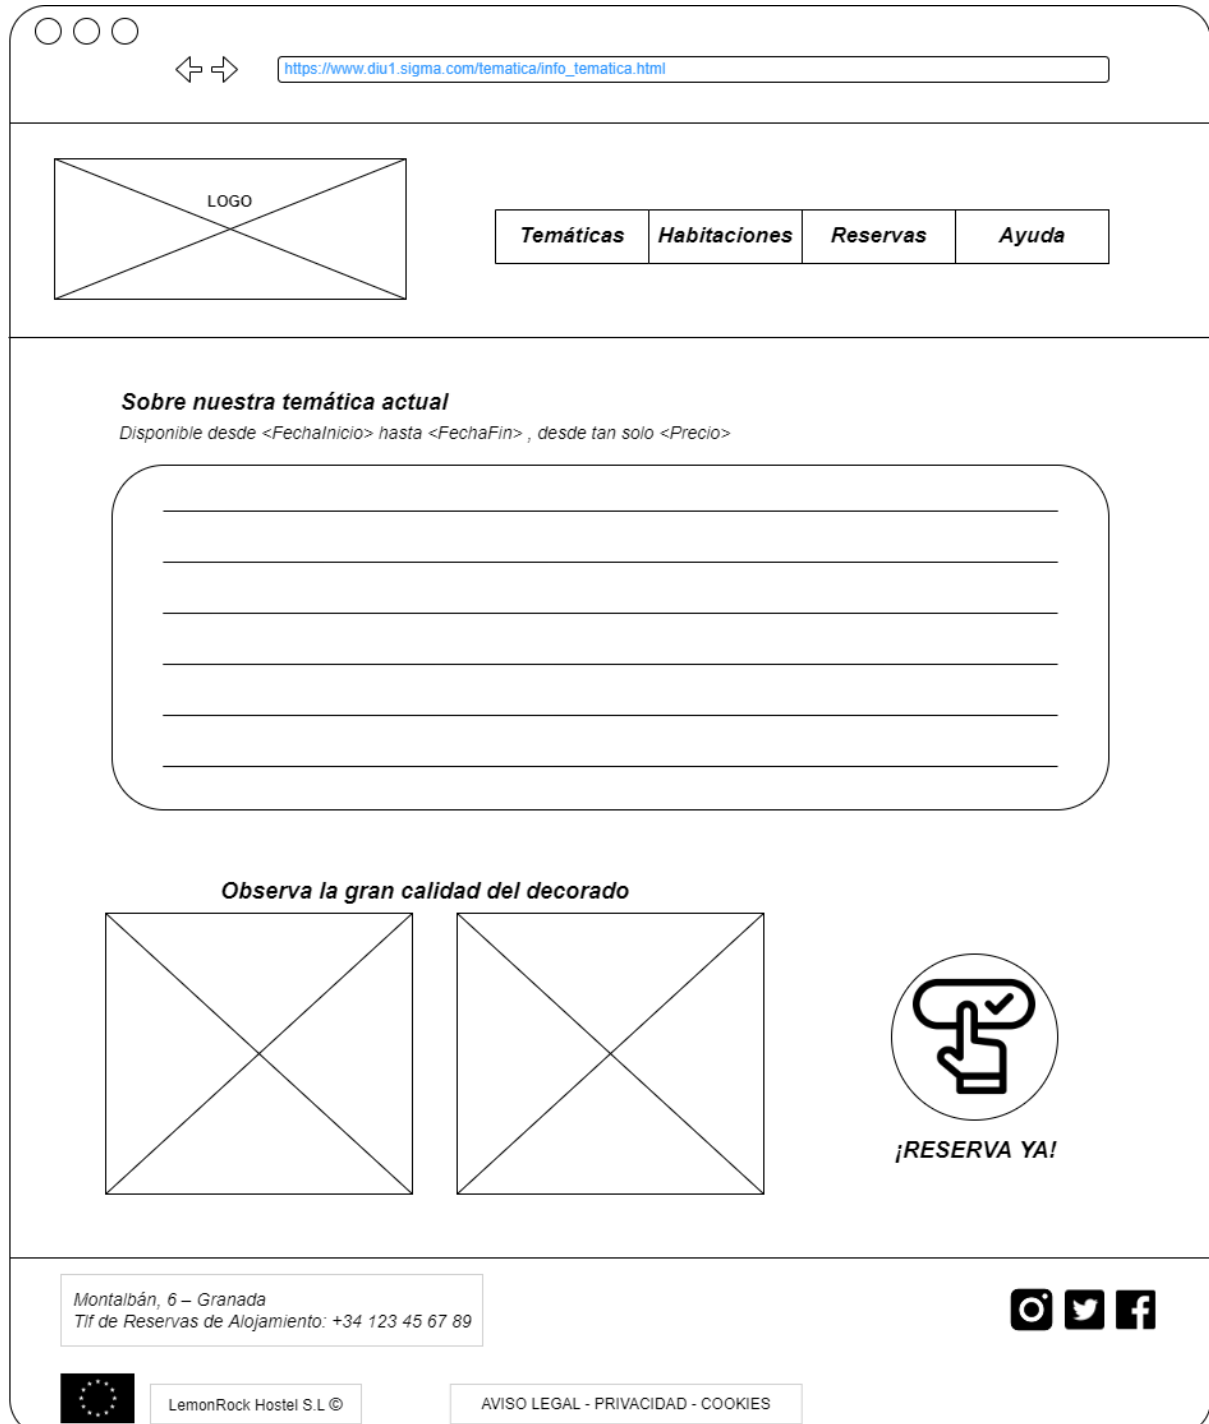 https://www.diu1.sigma.com/tematica/info_tematica.html
LOGO
Temáticas Habitaciones Reservas Ayuda
Sobre nuestra temática actual
Disponible desde <FechaInicio> hasta <FechaFin> , desde tan solo <Precio>
Observa la gran calidad del decorado
¡RESERVA YA!
Montalbán, 6 – Granada
Tlf de Reservas de Alojamiento: +34 123 45 67 89
LemonRock Hostel S.L ©
AVISO LEGAL - PRIVACIDAD - COOKIES